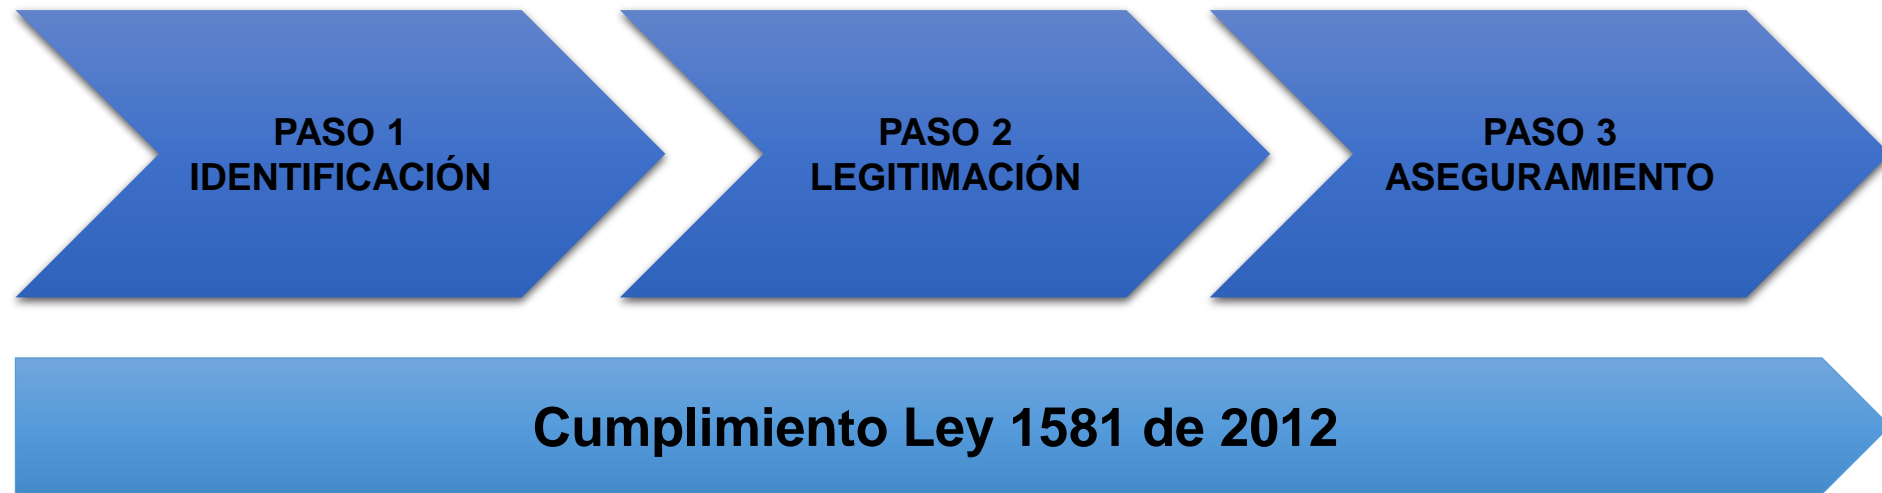 PASO 1
IDENTIFICACIÓN
PASO 2
LEGITIMACIÓN
PASO 3
ASEGURAMIENTO
Cumplimiento Ley 1581 de 2012